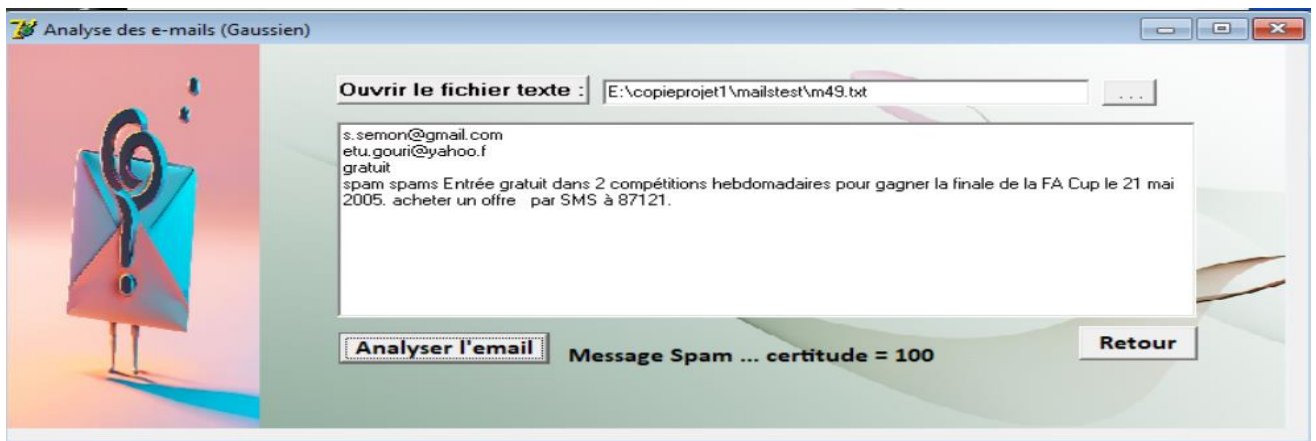 Analyse des e-mails (Gaussien)
Ouvrir le fichier texte :
E:\copieprojet1\mailstest\m49.txt
...
s.semon@gmail.com
etu.gouri@yahoo.f
gratuit
spam spams Entrée gratuit dans 2 compétitions hebdomadaires pour gagner la finale de la FA Cup le 21 mai
2005. acheter un offre par SMS à 87121.
Analyser l'email
Message Spam ... certitude = 100
Retour